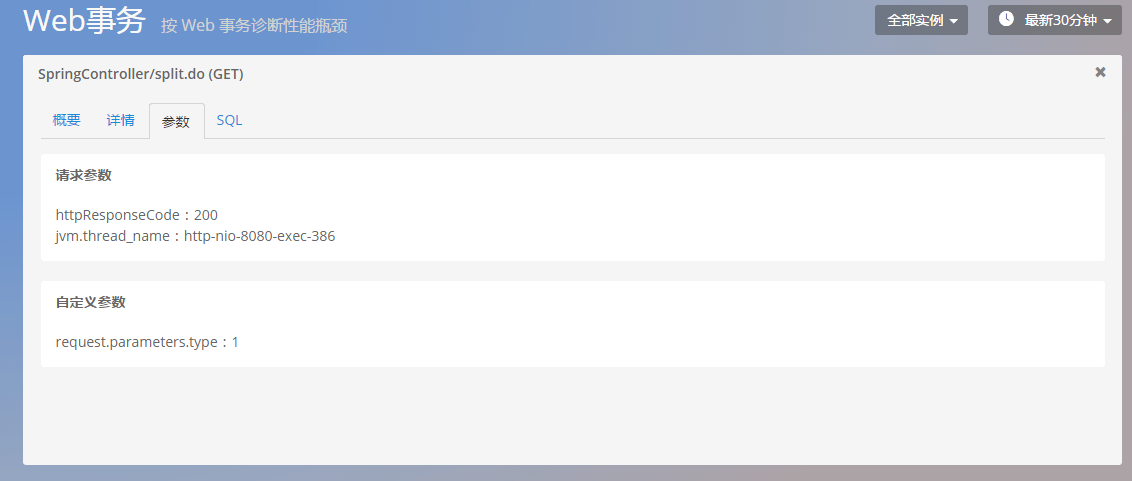 Web事务 按 Web 事务诊断性能瓶颈 全部实例 最新30分钟
SpringController/split.do (GET)
概要 详情 参数 SQL
请求参数
httpResponseCode：200
jvm.thread_name：http-nio-8080-exec-386
自定义参数
request.parameters.type：1